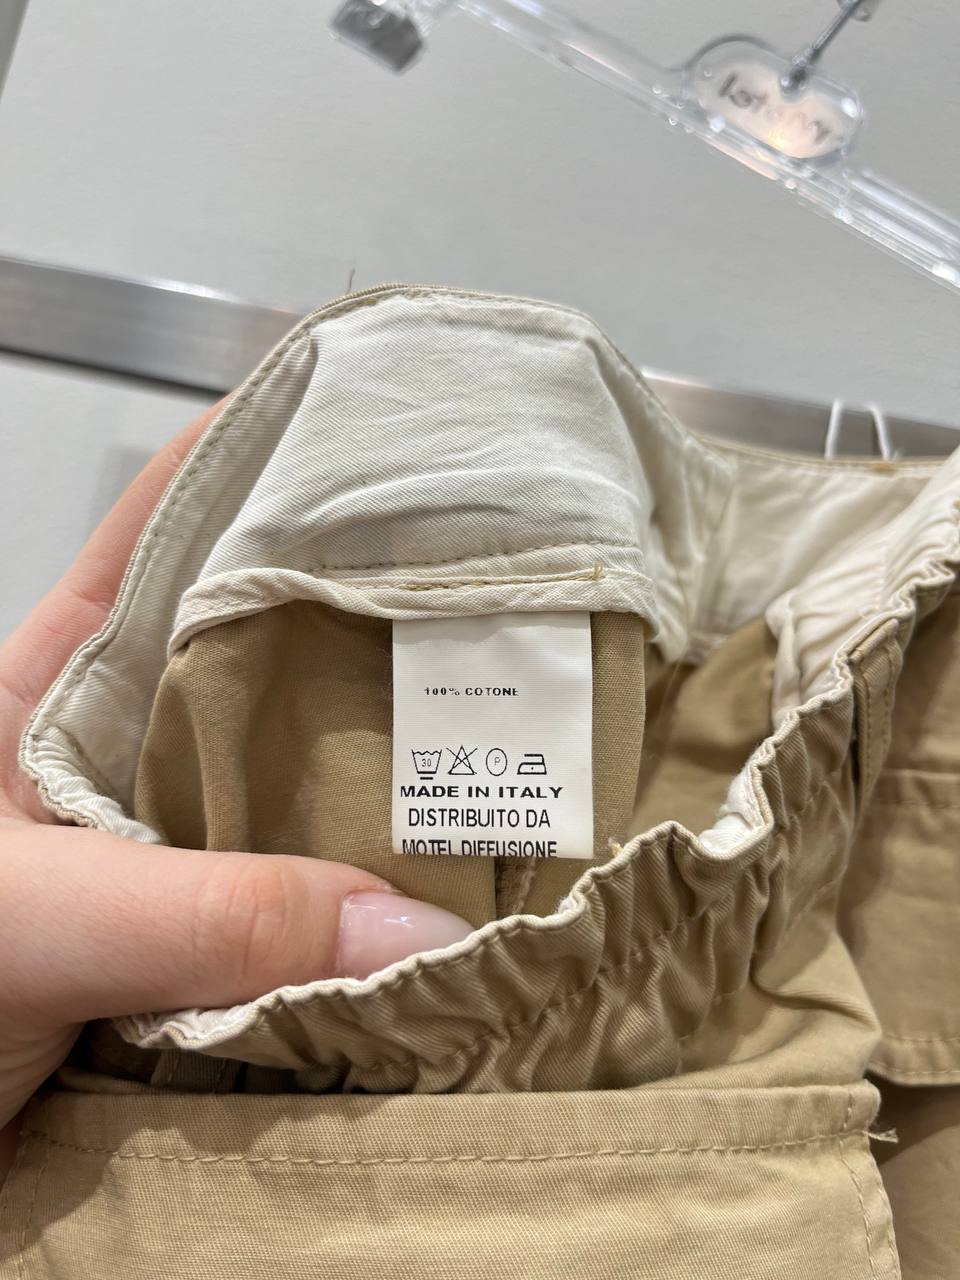 100% COTONE
30 P
MADE IN ITALY
DISTRIBUITO DA
MOTEL DIFFUSIONE